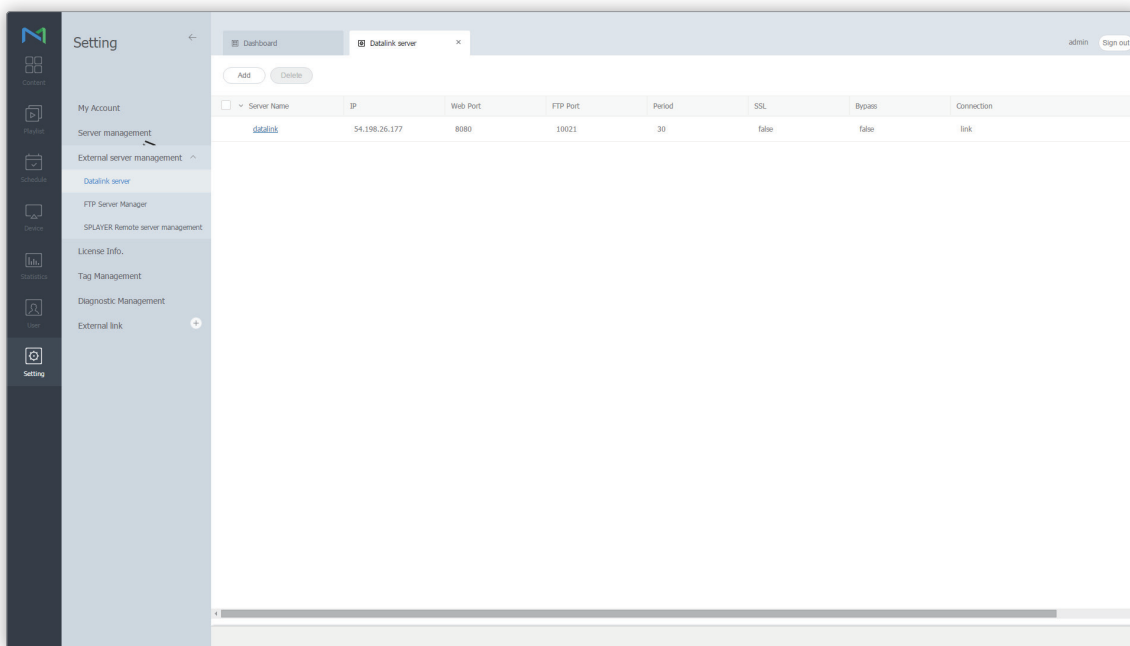 Content
Playlist
Schedule
Device
Statistics
User
Setting
Setting
My Account
Server management
External server management
Datalink server
FTP Server Manager
SPLAYER Remote server management
License Info.
Tag Management
Diagnostic Management
External link
Dashboard
Datalink server
admin
Sign out
Add
Delete
Server Name IP Web Port FTP Port Period SSL Bypass Connection
datalink 54.198.26.177 8080 10021 30 false false link